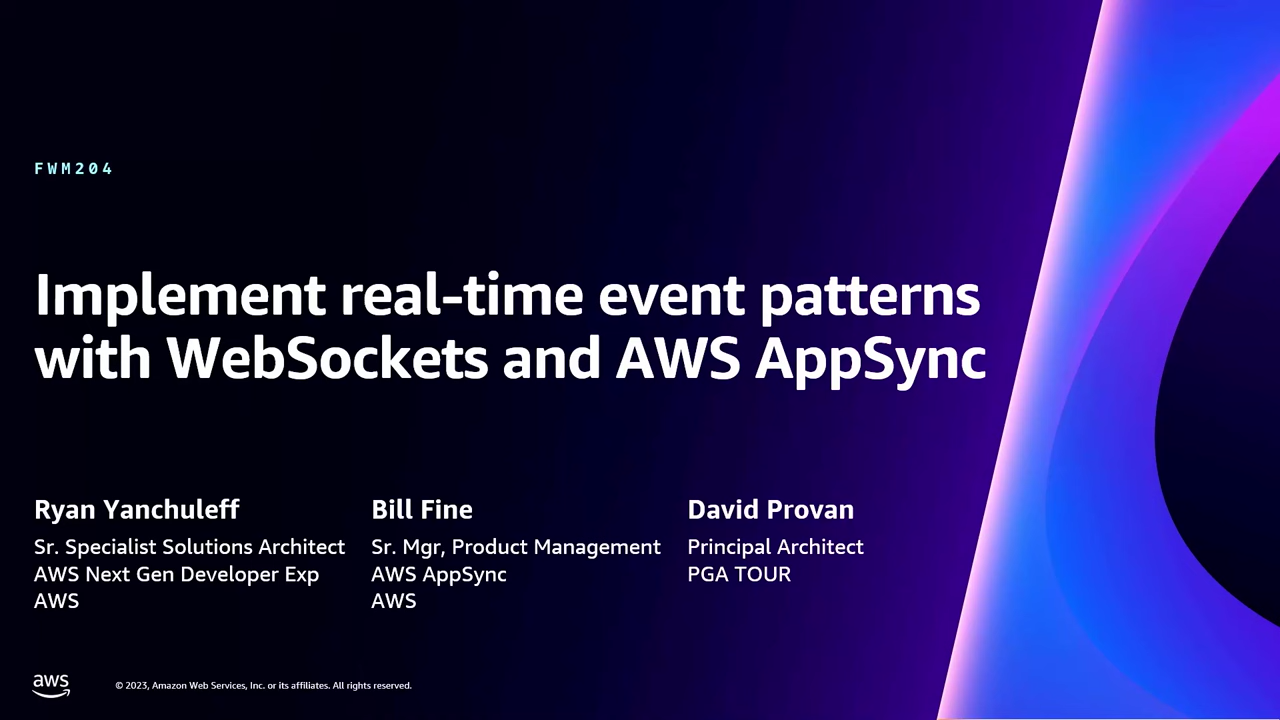 FWM204
Implement real-time event patterns
with WebSockets and AWS AppSync
Ryan Yanchuleff
Sr. Specialist Solutions Architect
AWS Next Gen Developer Exp
AWS
Bill Fine
Sr. Mgr, Product Management
AWS AppSync
AWS
David Provan
Principal Architect
PGA TOUR
aws
© 2023, Amazon Web Services, Inc. or its affiliates. All rights reserved.